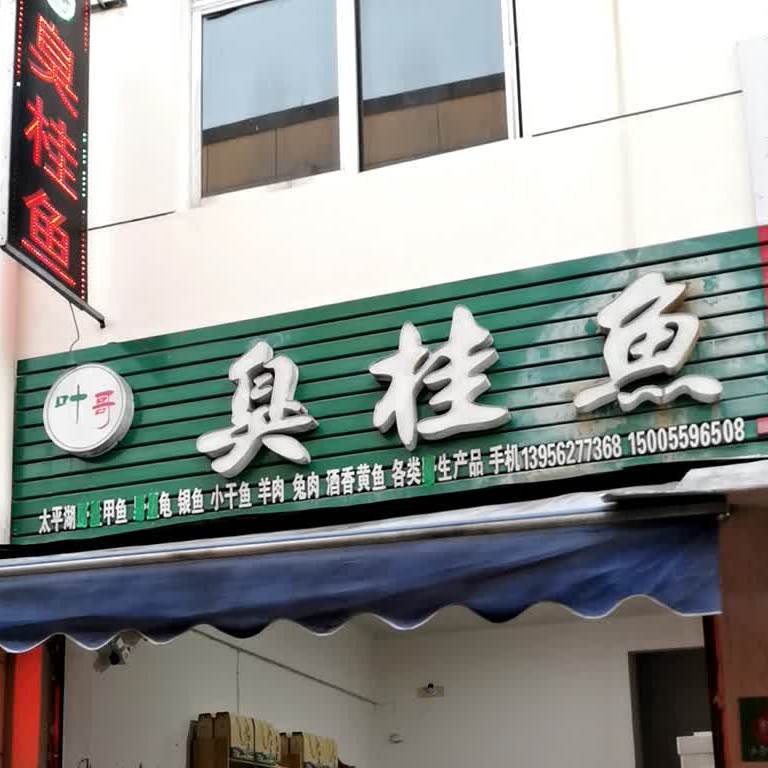 臭桂鱼
叶哥
臭桂魚
太平湖 甲鱼 龟 银鱼 小干鱼 羊肉 兔肉 酒香黄鱼 各类 生产品 手机13956277368 15005596508